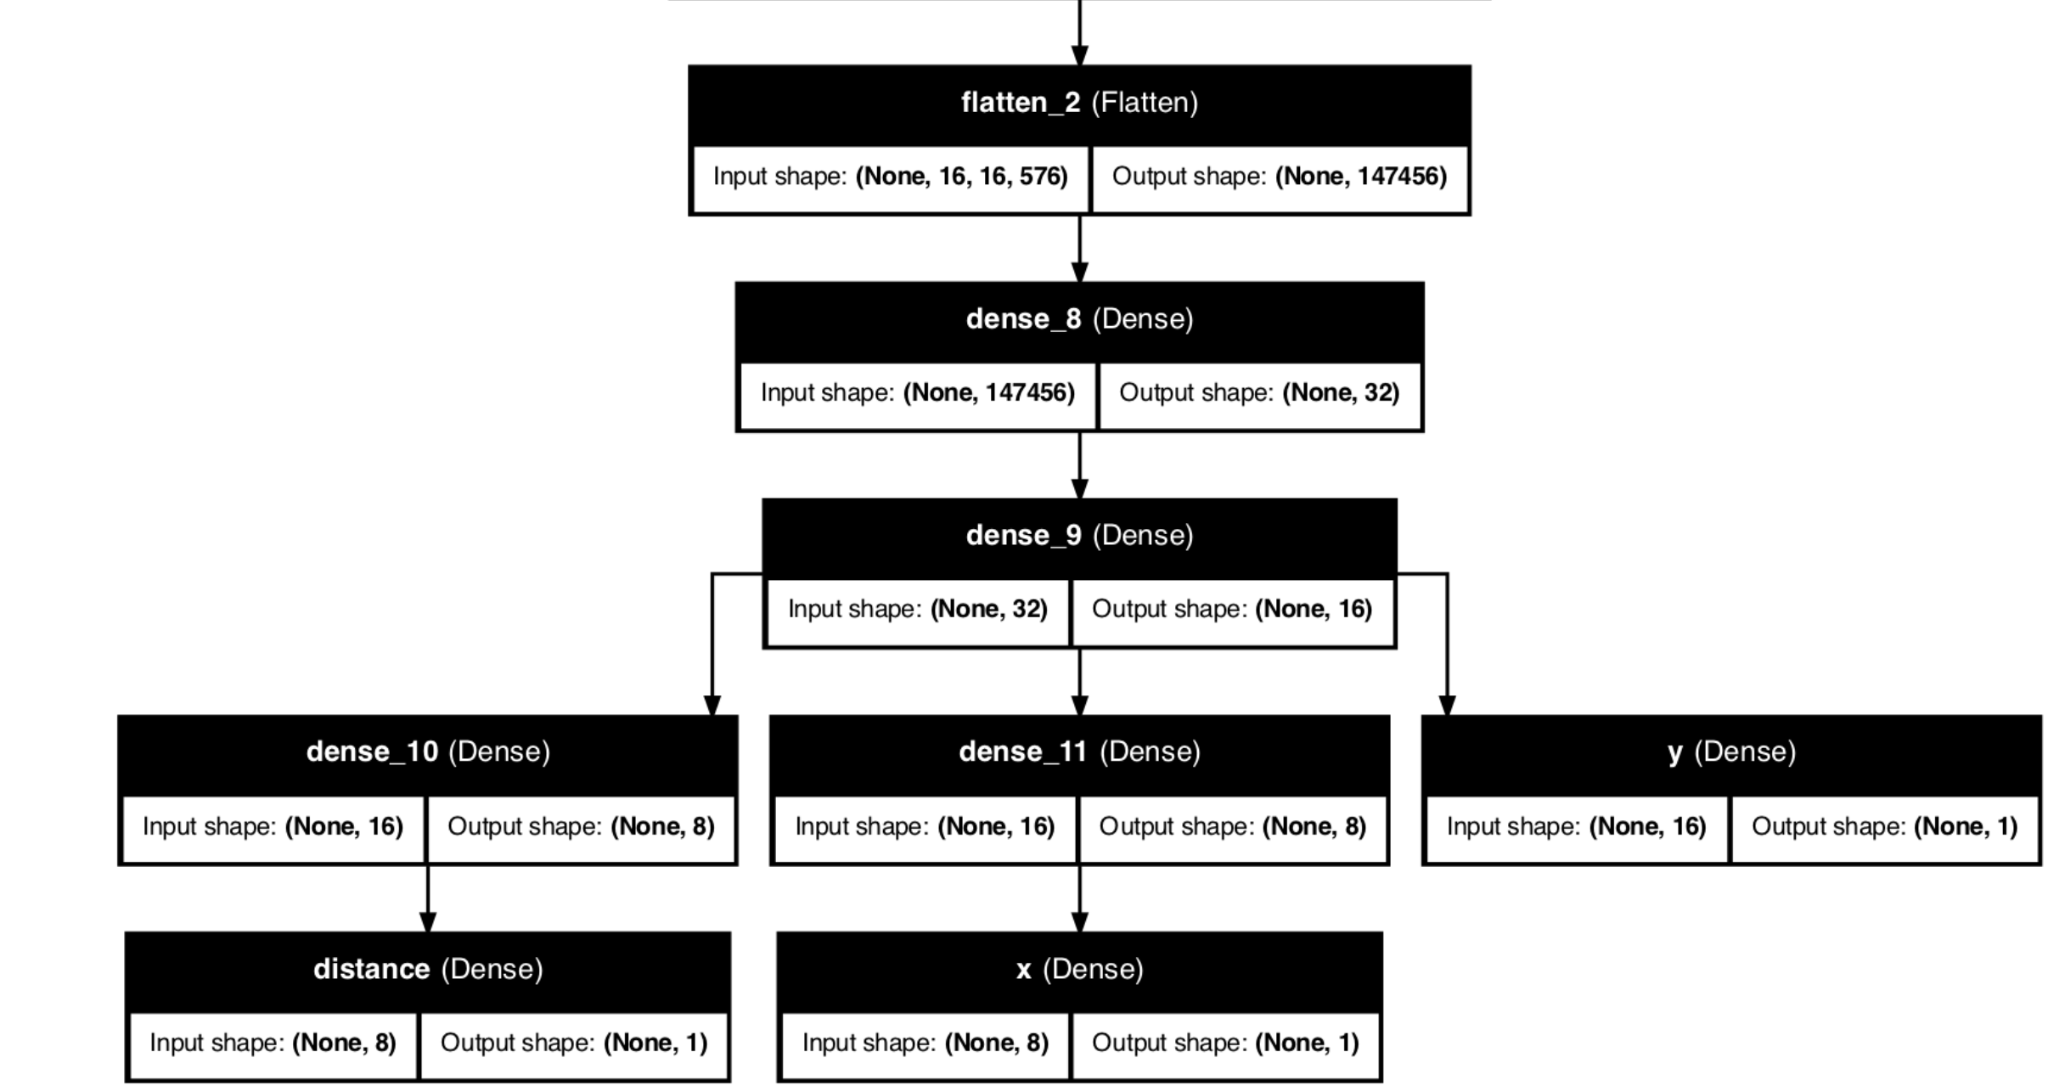 flatten_2 (Flatten)
Input shape: (None, 16, 16, 576) Output shape: (None, 147456)
dense_8 (Dense)
Input shape: (None, 147456) Output shape: (None, 32)
dense_9 (Dense)
Input shape: (None, 32) Output shape: (None, 16)
dense_10 (Dense)
Input shape: (None, 16) Output shape: (None, 8)
dense_11 (Dense)
Input shape: (None, 16) Output shape: (None, 8)
y (Dense)
Input shape: (None, 16) Output shape: (None, 1)
distance (Dense)
Input shape: (None, 8) Output shape: (None, 1)
x (Dense)
Input shape: (None, 8) Output shape: (None, 1)